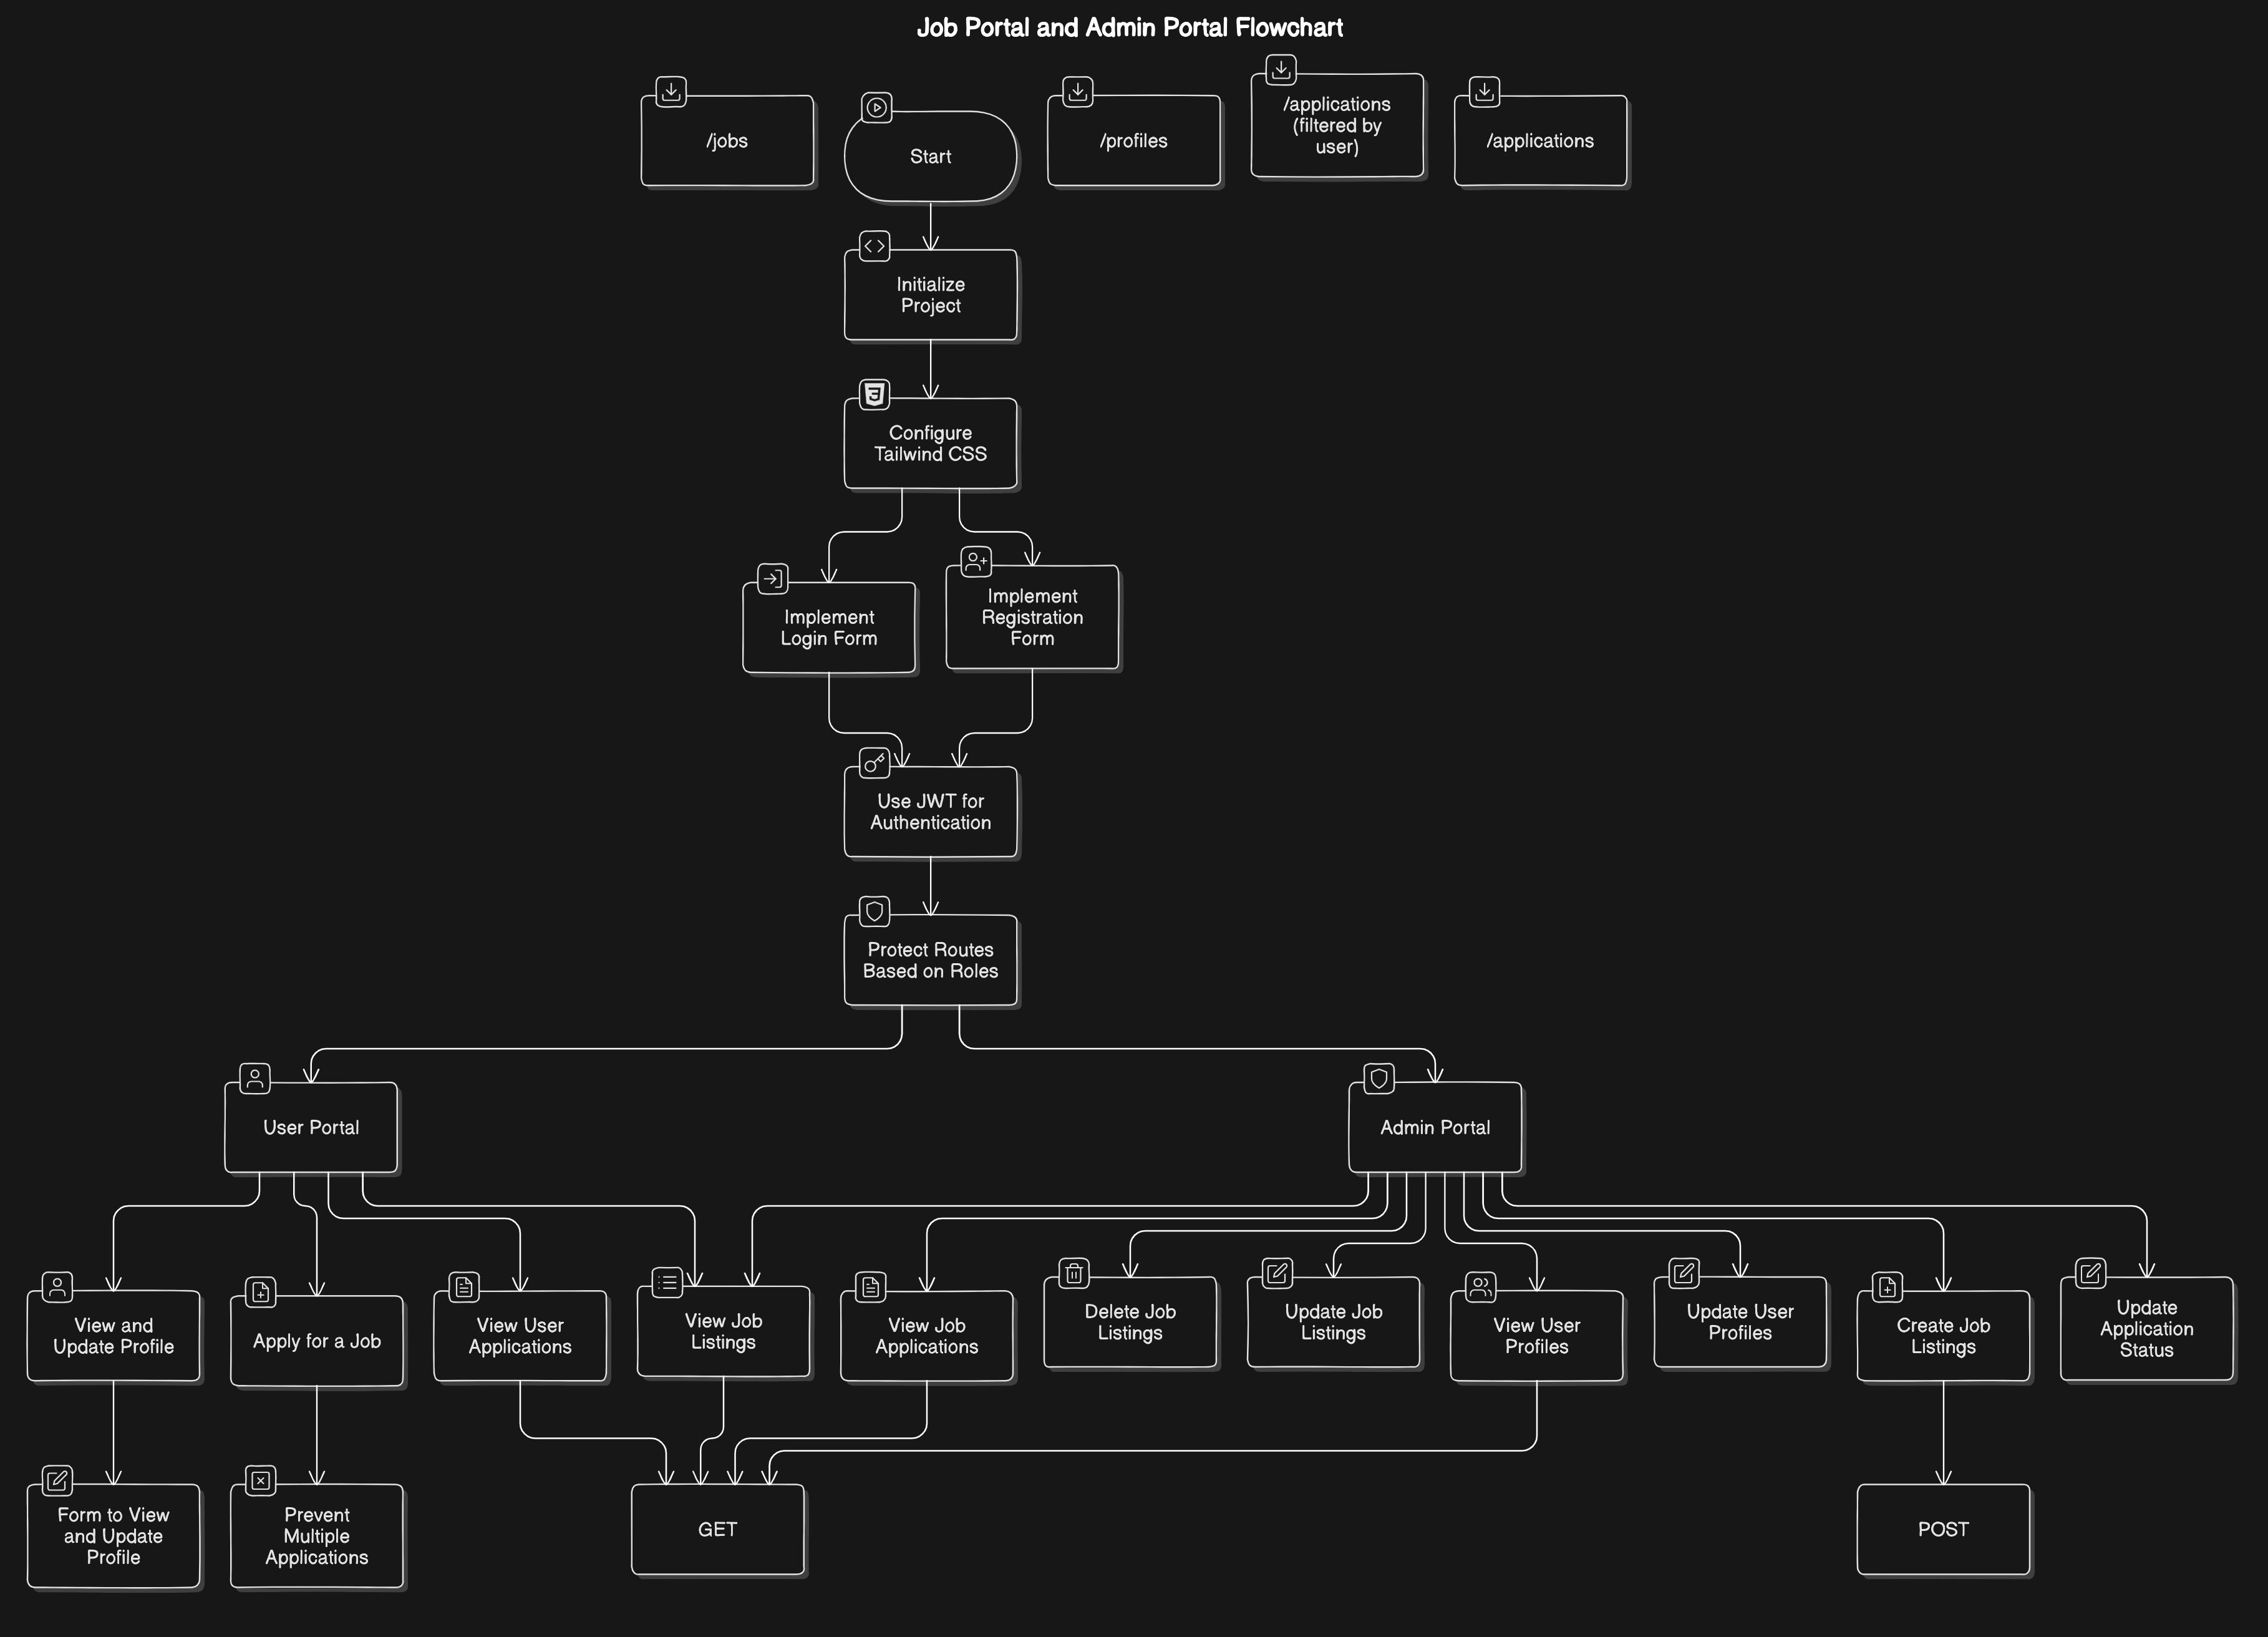 Job Portal and Admin Portal Flowchart
/jobs
Start
/profiles
/applications
(filtered by
user)
/applications
Initialize
Project
Configure
Tailwind CSS
Implement
Login Form
Implement
Registration
Form
Use JWT for
Authentication
Protect Routes
Based on Roles
User Portal
Admin Portal
View and
Update Profile
Apply for a Job
View User
Applications
View Job
Listings
View Job
Applications
Delete Job
Listings
Update Job
Listings
View User
Profiles
Update User
Profiles
Create Job
Listings
Update
Application
Status
Form to View
and Update
Profile
Prevent
Multiple
Applications
GET
POST